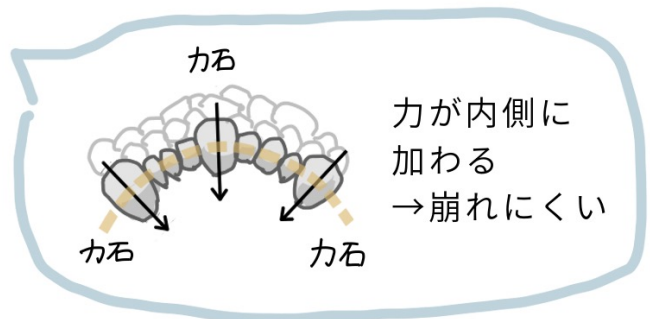 力石
力が内側に
加わる
→崩れにくい
力石
力石